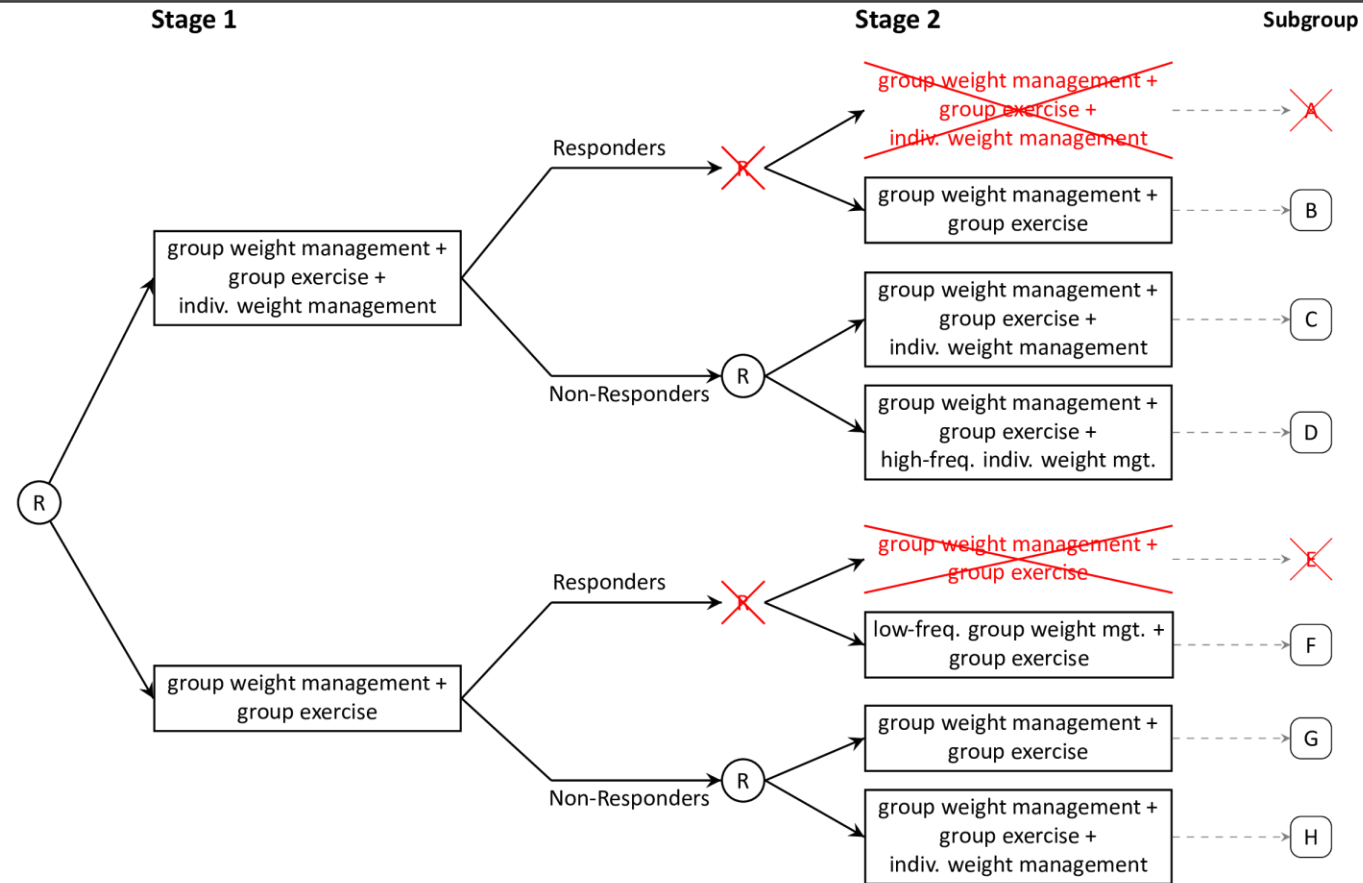 Stage 1
Stage 2
Subgroup
R
group weight management +
group exercise +
indiv. weight management
Responders
R
group weight management +
group exercise +
indiv. weight management
A
group weight management +
group exercise
B
Non-Responders
R
group weight management +
group exercise +
indiv. weight management
C
group weight management +
group exercise +
high-freq. indiv. weight mgt.
D
group weight management +
group exercise
Responders
R
group weight management +
group exercise
E
low-freq. group weight mgt. +
group exercise
F
Non-Responders
R
group weight management +
group exercise
G
group weight management +
group exercise +
indiv. weight management
H